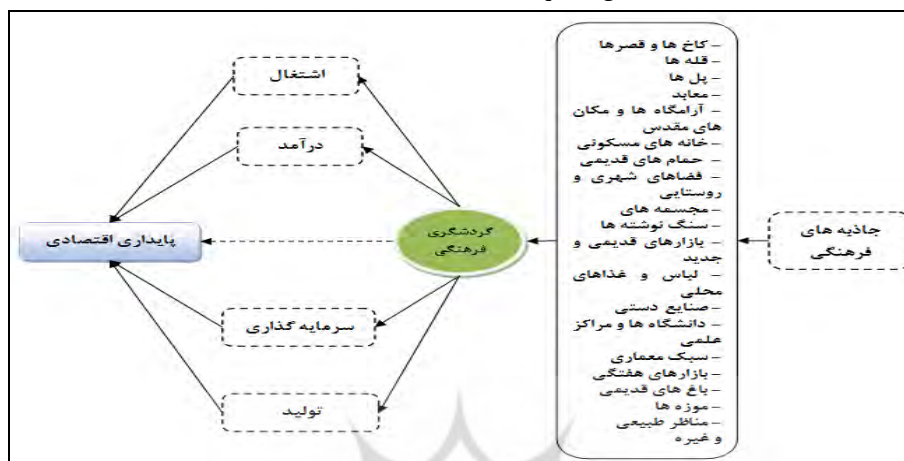 جاذبه های
فرهنگی
– کاخ ها و قصرها
– قله ها
– پل ها
– معابد
– آرامگاه ها و مکان
های مقدس
– خانه های مسکونی
– حمام های قدیمی
– فضاهای شهری و
روستایی
– مجسمه های
– سنگ نوشته ها
– بازارهای قدیمی و
جدید
– لباس و غذاهای
محلی
– صنایع دستی
– دانشگاه ها و مراکز
علمی
– سبک معماری
– بازارهای هفتگی
– باغ های قدیمی
– موزه ها
– مناظر طبیعی
و غیره
گردشگری
فرهنگی
اشتغال
درآمد
سرمایه گذاری
تولید
پایداری اقتصادی